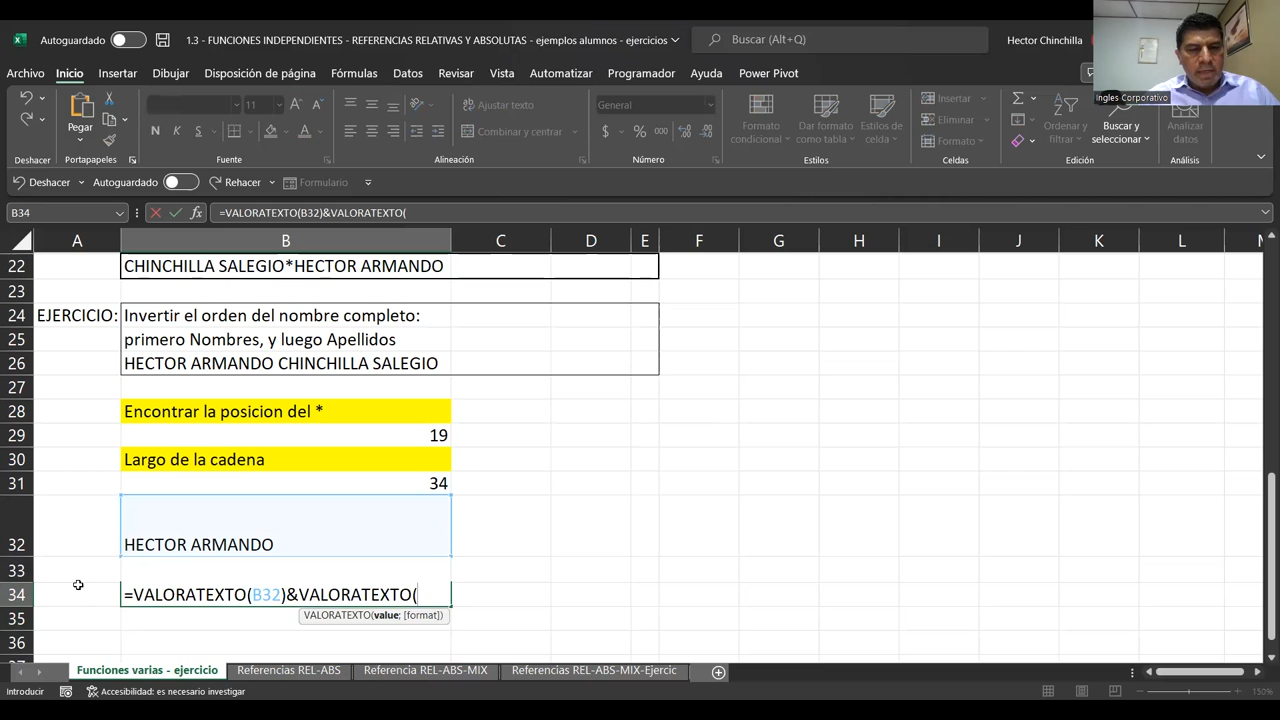 Autoguardado
1.3 - FUNCIONES INDEPENDIENTES - REFERENCIAS RELATIVAS Y ABSOLUTAS - ejemplos alumnos - ejercicios
Buscar (Alt+Q)
Hector Chinchilla
Ingles Corporativo
Archivo Inicio Insertar Dibujar Disposición de página Fórmulas Datos Revisar Vista Automatizar Programador Ayuda Power Pivot
11
Ajustar texto
General
Insertar
Pegar
Combinar y centrar
Formato condicional
Dar formato como tabla
Estilos de celda
Eliminar
Formato
Ordenar y filtrar
Buscar y seleccionar
Analizar datos
Deshacer Portapapeles Fuente Alineación Número Estilos Celdas Edición Análisis
Deshacer Autoguardado Rehacer Formulario
B34 fx =VALORATEXTO(B32)&VALORATEXTO(
A B C D E F G H I J K L
22 CHINCHILLA SALEGIO*HECTOR ARMANDO
23
24 EJERCICIO: Invertir el orden del nombre completo:
25 primero Nombres, y luego Apellidos
26 HECTOR ARMANDO CHINCHILLA SALEGIO
27
28 Encontrar la posicion del *
29 19
30 Largo de la cadena
31 34
32 HECTOR ARMANDO
33
34 =VALORATEXTO(B32)&VALORATEXTO(
35 VALORATEXTO(value; [format])
36
Funciones varias - ejercicio Referencias REL-ABS Referencia REL-ABS-MIX Referencias REL-ABS-MIX-Ejercic
Introducir Accesibilidad: es necesario investigar 150%